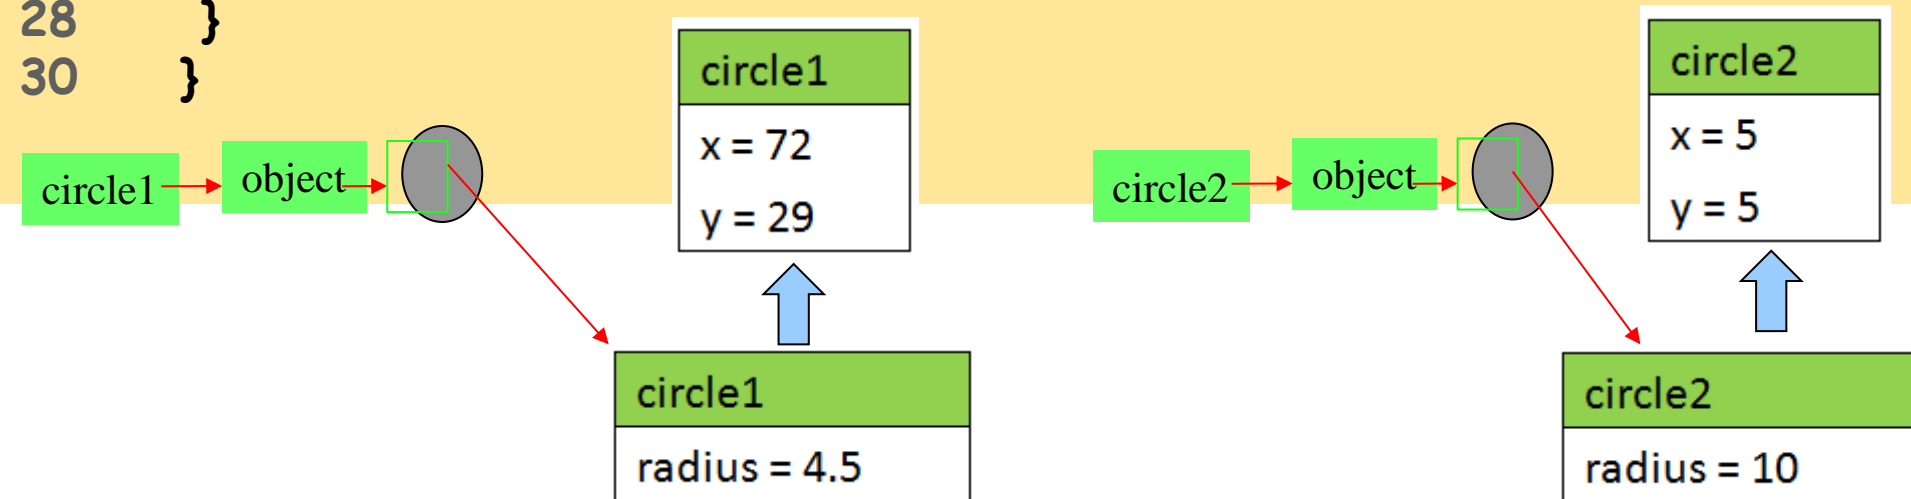 28 }
30 }
circle1
object
circle1
x = 72
y = 29
circle1
radius = 4.5
circle2
object
circle2
x = 5
y = 5
circle2
radius = 10